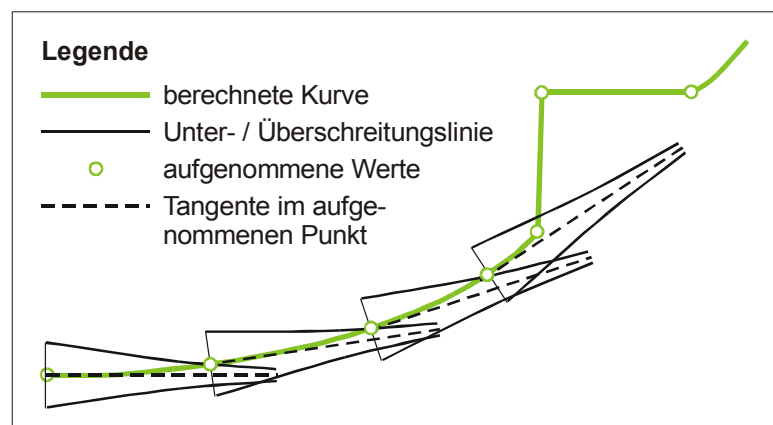 Legende
berechnete Kurve
Unter- / Überschreitungslinie
aufgenommene Werte
Tangente im aufge-
nommenen Punkt